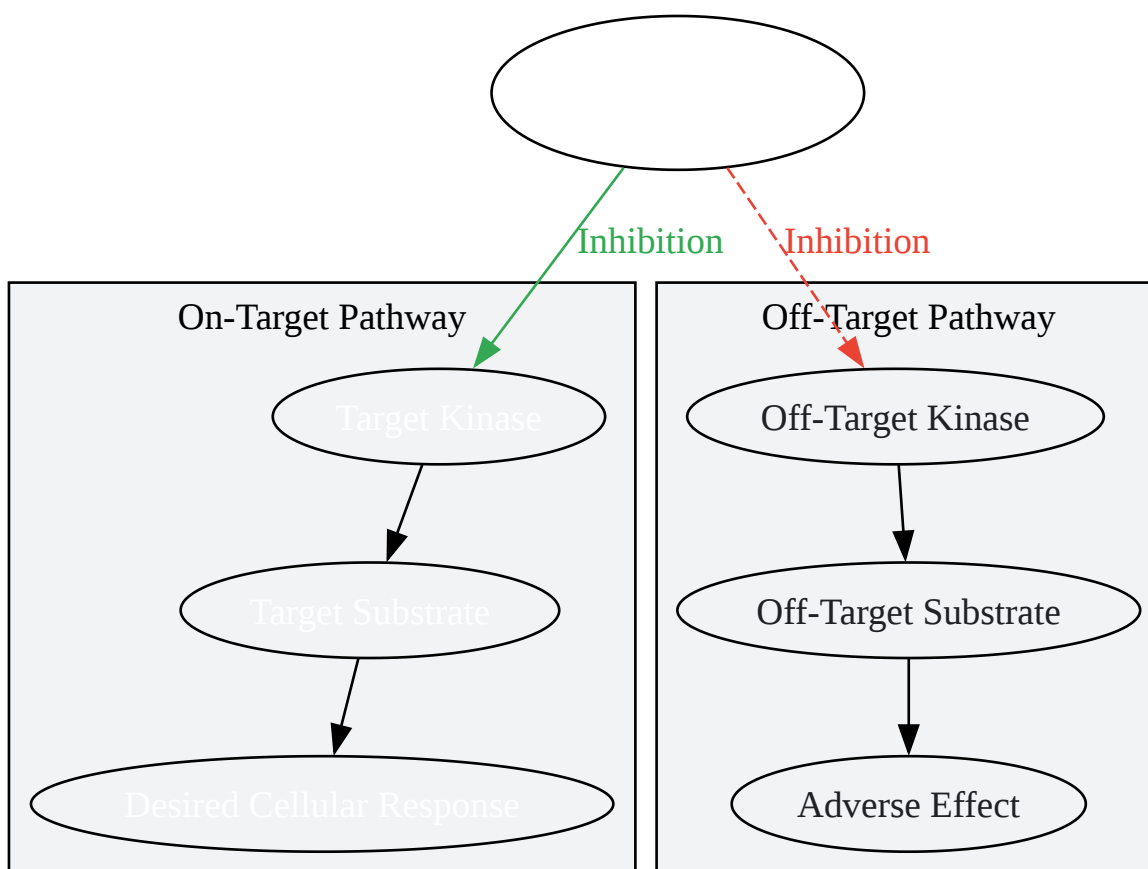 Inhibition
Inhibition
On-Target Pathway
Off-Target Pathway
Target Kinase
Off-Target Kinase
Target Substrate
Off-Target Substrate
Desired Cellular Response
Adverse Effect